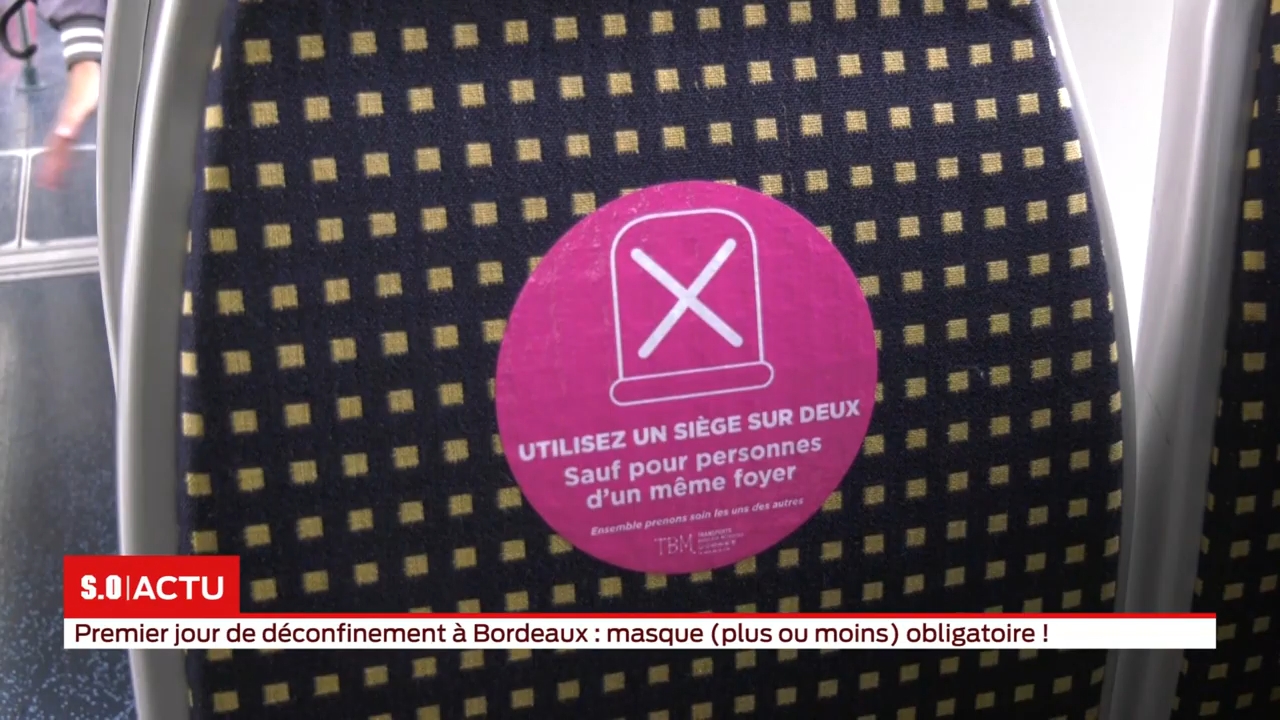 UTILISEZ UN SIÈGE SUR DEUX
Sauf pour personnes
d'un même foyer
Ensemble prenons soin les uns des autres
TBM TRANSPORTS
S.O|ACTU
Premier jour de déconfinement à Bordeaux : masque (plus ou moins) obligatoire !